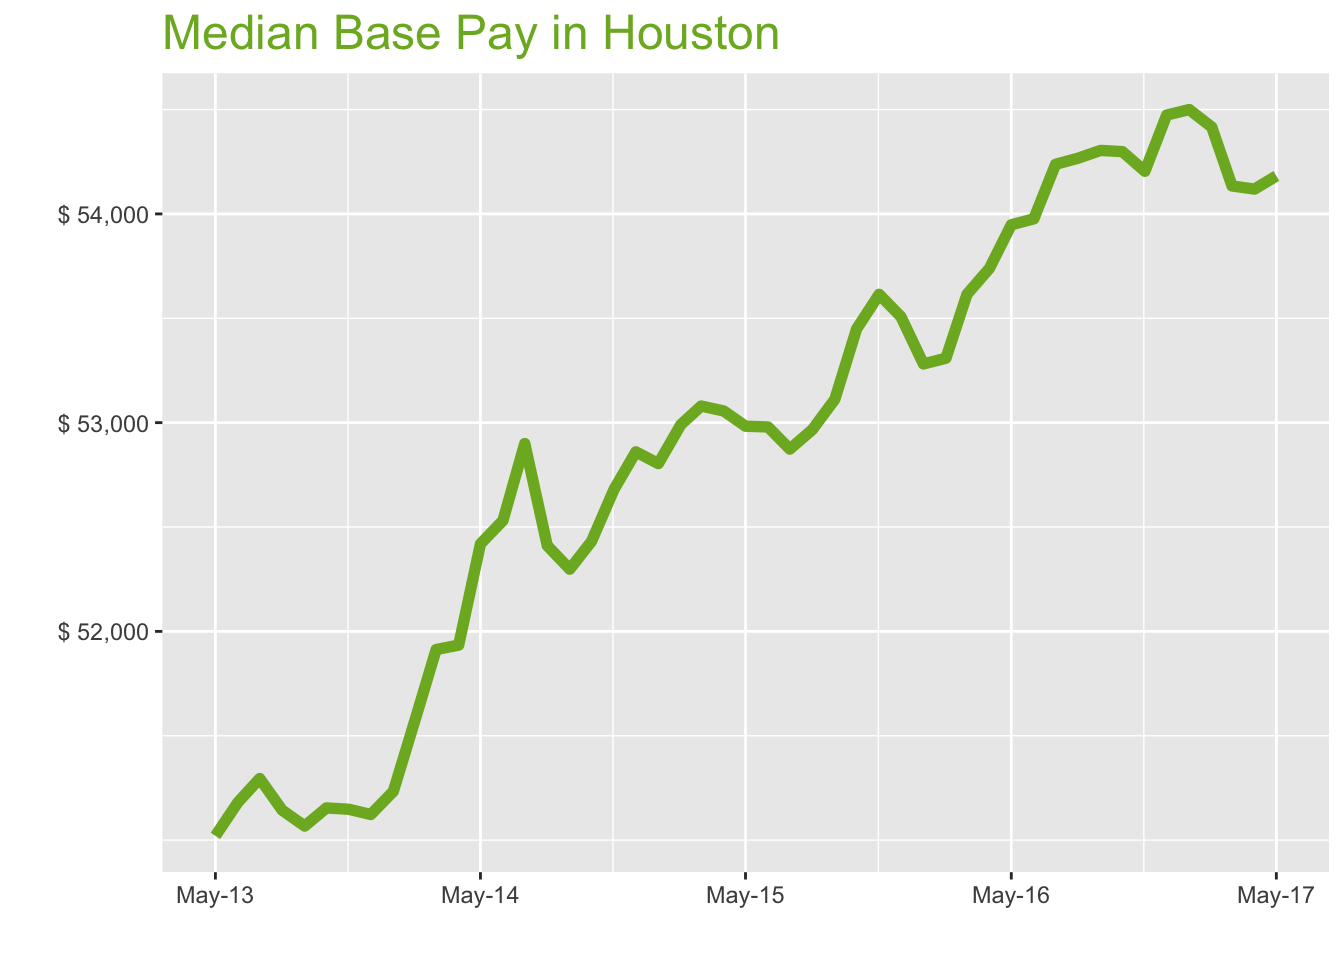 Median Base Pay in Houston
$ 54,000
$ 53,000
$ 52,000
May-13 May-14 May-15 May-16 May-17